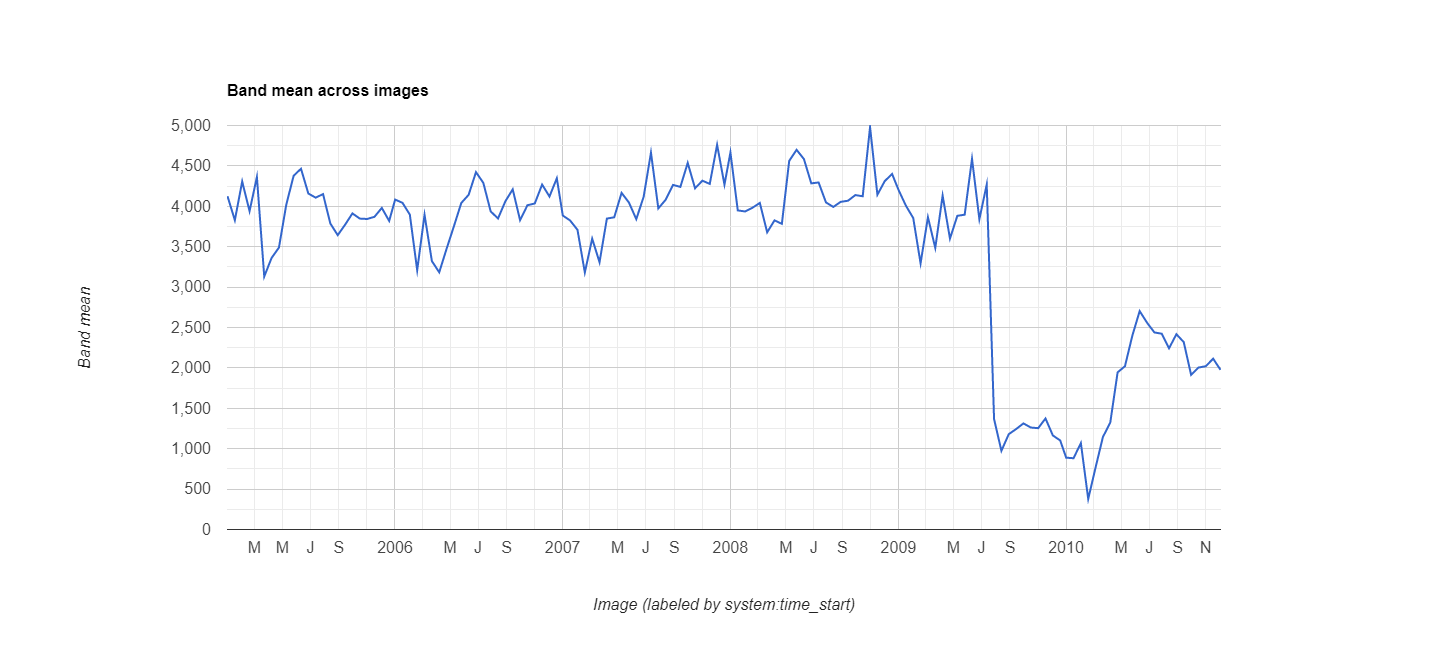 Band mean across images
5,000
4,500
4,000
3,500
3,000
2,500
2,000
1,500
1,000
500
0
Band mean
M M J S 2006 M J S 2007 M J S 2008 M J S 2009 M J S 2010 M J S N
Image (labeled by system:time_start)